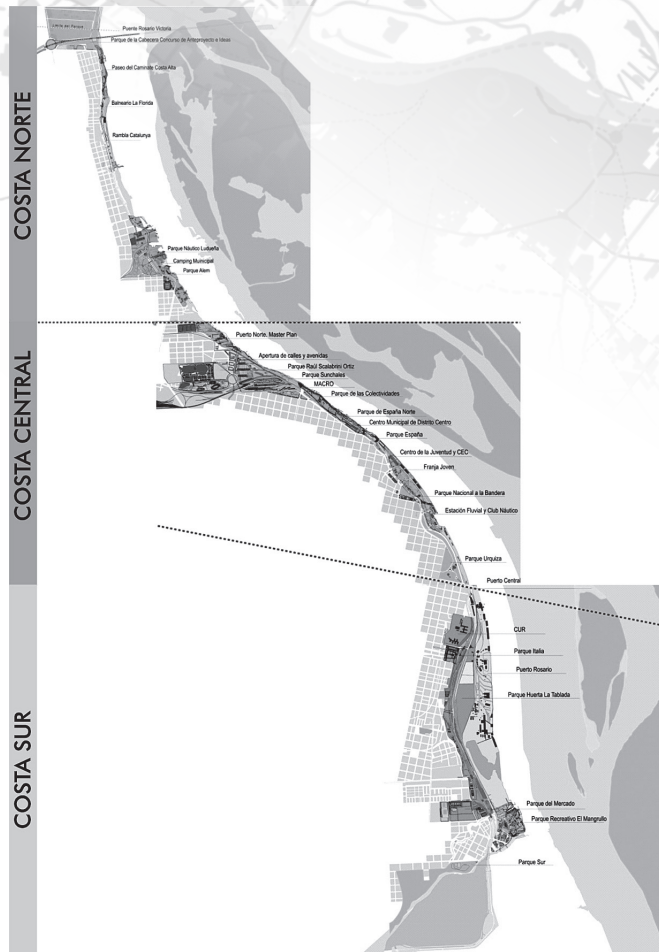 COSTA NORTE
Puente Rosario Victoria
Parque de la Cabecera Concurso de Anteproyecto e Ideas
Paseo del Caminate Costa Alta
Balneario La Florida
Rambla Catalunya
Parque Náutico Ludueña
Camping Municipal
Parque Alem
COSTA CENTRAL
Puerto Norte, Master Plan
Apertura de calles y avenidas
Parque Raúl Scalabrini Ortiz
Parque Sunchales
MACRO
Parque de las Colectividades
Parque de España Norte
Centro Municipal de Distrito Centro
Parque España
Centro de la Juventud y CEC
Franja Joven
Parque Nacional a la Bandera
Estación Fluvial y Club Náutico
Parque Urquiza
Puerto Central
COSTA SUR
CUR
Parque Italia
Puerto Rosario
Parque Huerta La Tablada
Parque del Mercado
Parque Recreativo El Mangrullo
Parque Sur